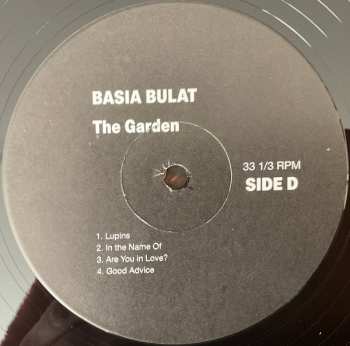 BASIA BULAT
The Garden
33 1/3 RPM
SIDE D
1. Lupins
2. In the Name Of
3. Are You in Love?
4. Good Advice